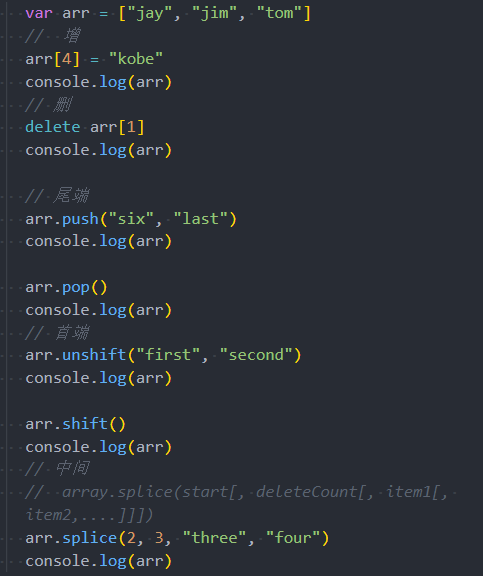 var arr = ["jay", "jim", "tom"]
// 增
arr[4] = "kobe"
console.log(arr)
// 删
delete arr[1]
console.log(arr)
// 尾端
arr.push("six", "last")
console.log(arr)
arr.pop()
console.log(arr)
// 首端
arr.unshift("first", "second")
console.log(arr)
arr.shift()
console.log(arr)
// 中间
// array.splice(start[, deleteCount[, item1[,
item2,....]]])
arr.splice(2, 3, "three", "four")
console.log(arr)